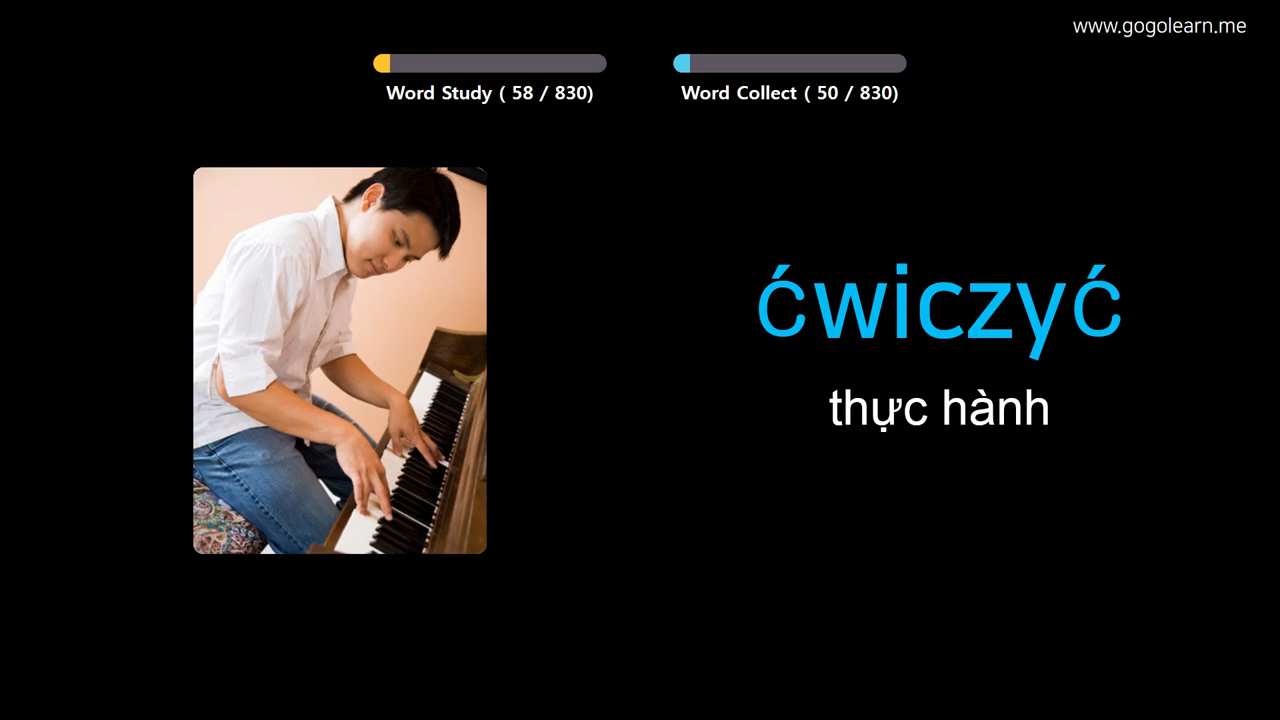 www.gogolearn.me
Word Study ( 58 / 830)
Word Collect ( 50 / 830)
ćwiczyć
thực hành